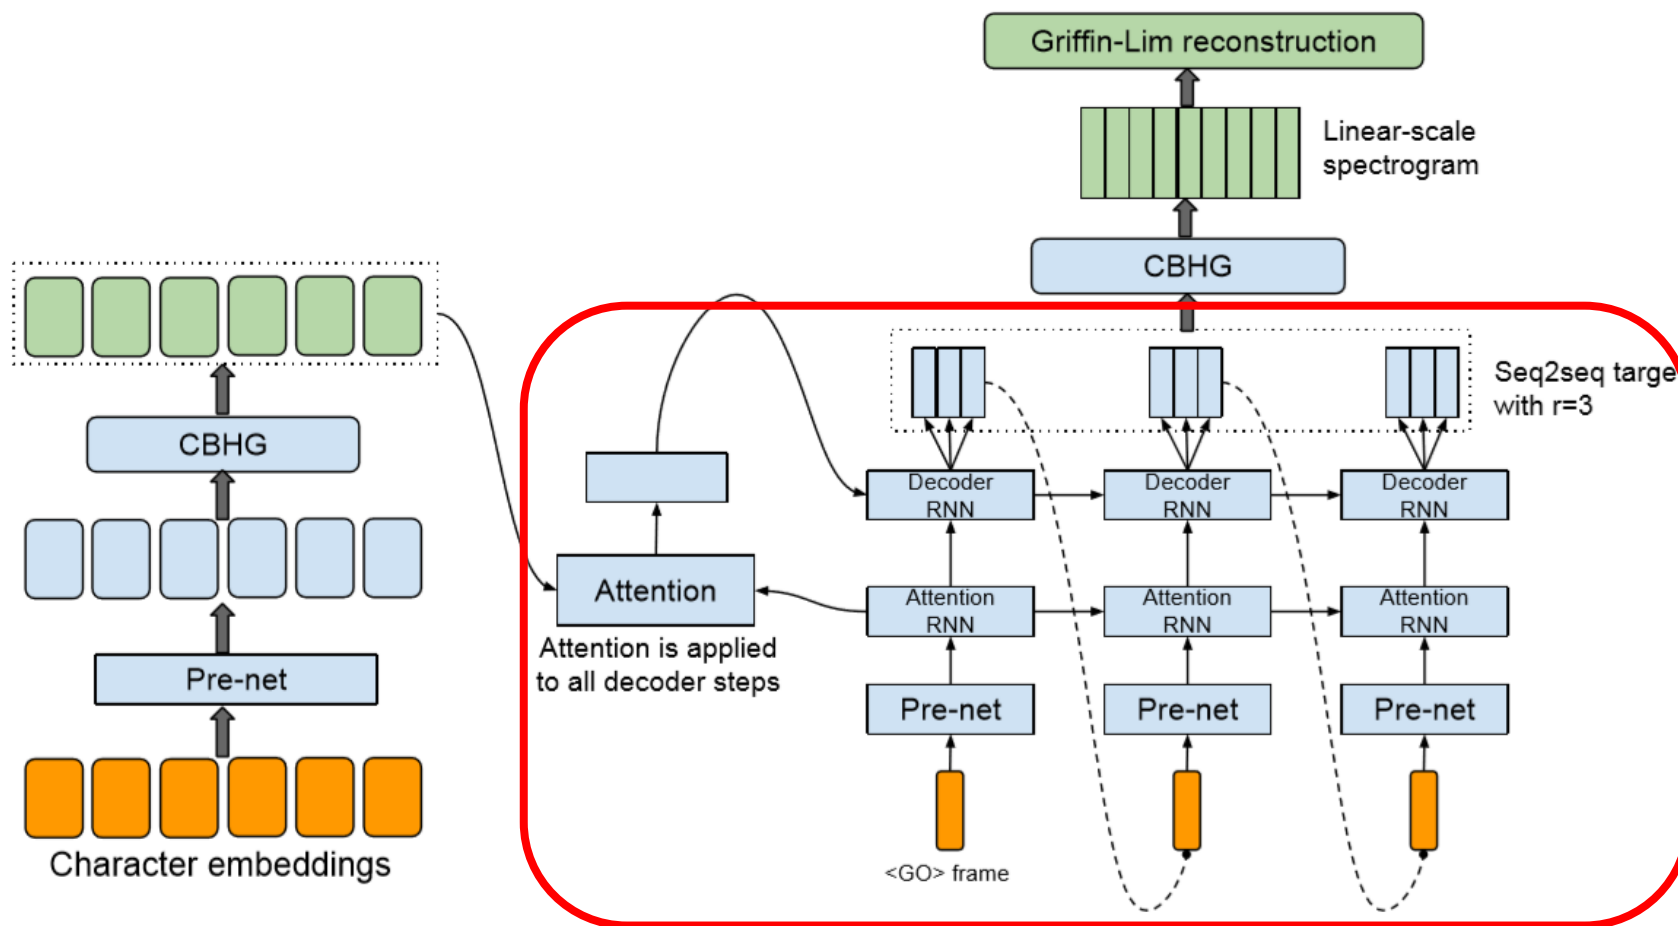 Griffin-Lim reconstruction
Linear-scale
spectrogram
CBHG
Seq2seq targe
with r=3
CBHG
Decoder
RNN
Decoder
RNN
Decoder
RNN
Attention
Attention is applied
to all decoder steps
Attention
RNN
Attention
RNN
Attention
RNN
Pre-net
Pre-net
Pre-net
Pre-net
Character embeddings
<GO> frame